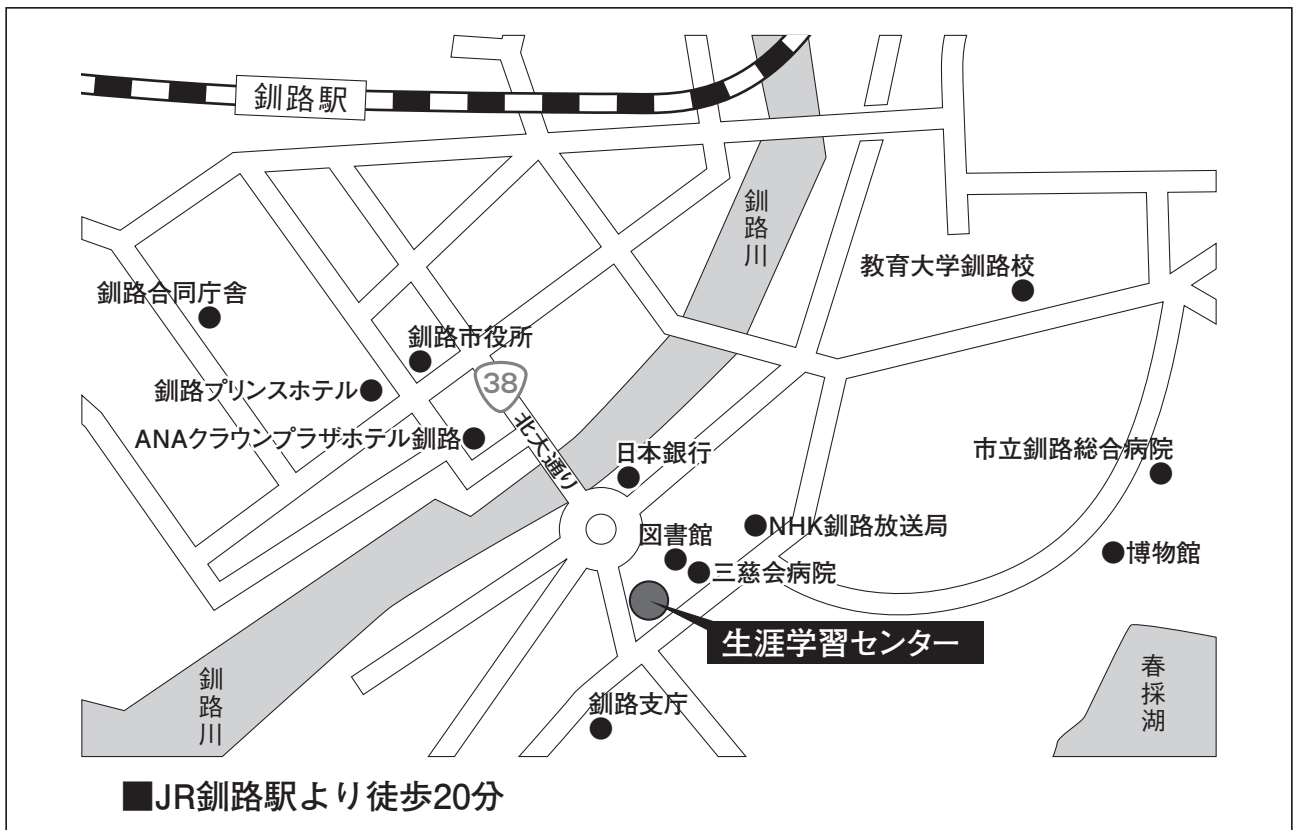 釧路駅
釧路川
教育大学釧路校
釧路合同庁舎
釧路市役所
釧路プリンスホテル
38
ANAクラウンプラザホテル釧路
北大通り
日本銀行
市立釧路総合病院
NHK釧路放送局
図書館
博物館
三慈会病院
生涯学習センター
釧路川
釧路支庁
春採湖
■JR釧路駅より徒歩20分